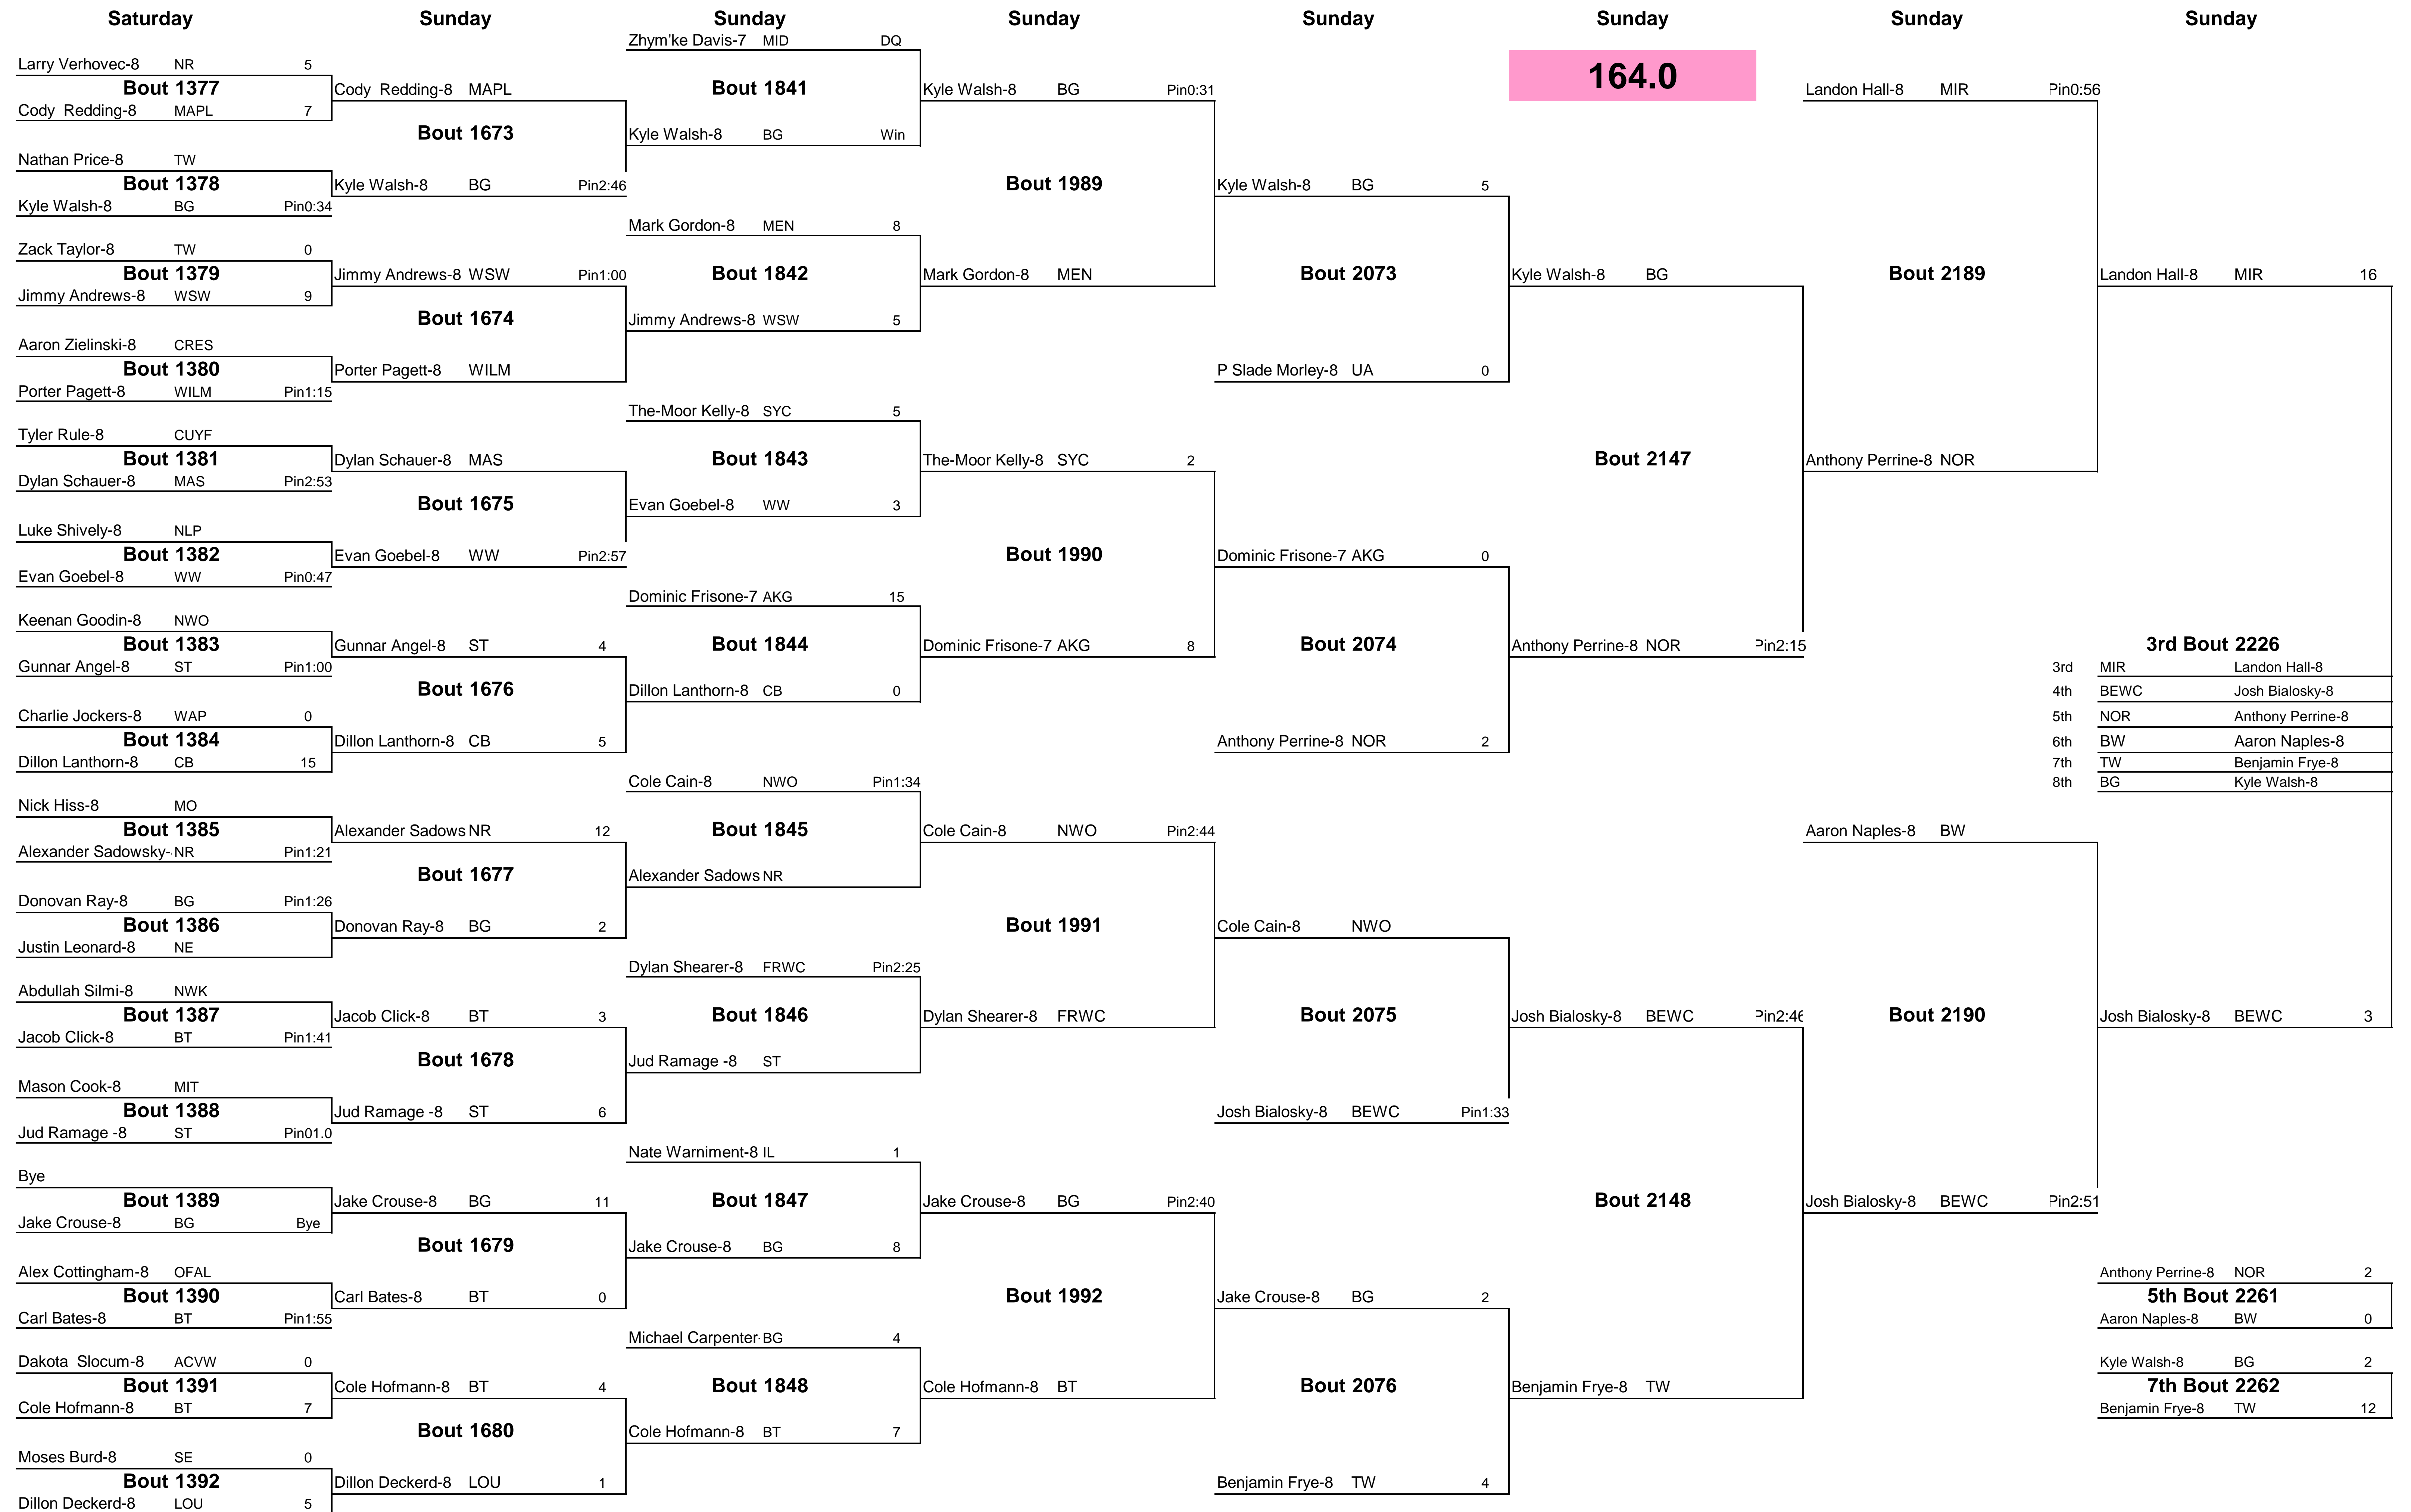 Saturday Sunday Sunday Sunday Sunday Sunday Sunday Sunday
164.0
Larry Verhovec-8 NR 5
Bout 1377
Cody  Redding-8 MAPL 7
Nathan Price-8 TW
Bout 1378
Kyle Walsh-8 BG Pin0:34
Zack Taylor-8 TW 0
Bout 1379
Jimmy Andrews-8 WSW 9
Aaron Zielinski-8 CRES
Bout 1380
Porter Pagett-8 WILM Pin1:15
Tyler Rule-8 CUYF
Bout 1381
Dylan Schauer-8 MAS Pin2:53
Luke Shively-8 NLP
Bout 1382
Evan Goebel-8 WW Pin0:47
Keenan Goodin-8 NWO
Bout 1383
Gunnar Angel-8 ST Pin1:00
Charlie Jockers-8 WAP 0
Bout 1384
Dillon Lanthorn-8 CB 15
Nick Hiss-8 MO
Bout 1385
Alexander Sadowsky- NR Pin1:21
Donovan Ray-8 BG Pin1:26
Bout 1386
Justin Leonard-8 NE
Abdullah Silmi-8 NWK
Bout 1387
Jacob Click-8 BT Pin1:41
Mason Cook-8 MIT
Bout 1388
Jud Ramage -8 ST Pin01.0
Bye
Bout 1389
Jake Crouse-8 BG Bye
Alex Cottingham-8 OFAL
Bout 1390
Carl Bates-8 BT Pin1:55
Dakota  Slocum-8 ACVW 0
Bout 1391
Cole Hofmann-8 BT 7
Moses Burd-8 SE 0
Bout 1392
Dillon Deckerd-8 LOU 5
Cody  Redding-8 MAPL
Bout 1673
Kyle Walsh-8 BG Pin2:46
Jimmy Andrews-8 WSW Pin1:00
Bout 1674
Porter Pagett-8 WILM
Dylan Schauer-8 MAS
Bout 1675
Evan Goebel-8 WW Pin2:57
Gunnar Angel-8 ST 4
Bout 1676
Dillon Lanthorn-8 CB 5
Alexander Sadows NR 12
Bout 1677
Donovan Ray-8 BG 2
Jacob Click-8 BT 3
Bout 1678
Jud Ramage -8 ST 6
Jake Crouse-8 BG 11
Bout 1679
Carl Bates-8 BT 0
Cole Hofmann-8 BT 4
Bout 1680
Dillon Deckerd-8 LOU 1
Zhym'ke Davis-7 MID DQ
Bout 1841
Kyle Walsh-8 BG Win
Mark Gordon-8 MEN 8
Bout 1842
Jimmy Andrews-8 WSW 5
The-Moor Kelly-8 SYC 5
Bout 1843
Evan Goebel-8 WW 3
Dominic Frisone-7 AKG 15
Bout 1844
Dillon Lanthorn-8 CB 0
Cole Cain-8 NWO Pin1:34
Bout 1845
Alexander Sadows NR
Dylan Shearer-8 FRWC Pin2:25
Bout 1846
Jud Ramage -8 ST
Nate Warniment-8 IL 1
Bout 1847
Jake Crouse-8 BG 8
Michael Carpenter- BG 4
Bout 1848
Cole Hofmann-8 BT 7
Kyle Walsh-8 BG Pin0:31
Bout 1989
Mark Gordon-8 MEN
The-Moor Kelly-8 SYC 2
Bout 1990
Dominic Frisone-7 AKG 8
Cole Cain-8 NWO Pin2:44
Bout 1991
Dylan Shearer-8 FRWC
Jake Crouse-8 BG Pin2:40
Bout 1992
Cole Hofmann-8 BT
Kyle Walsh-8 BG 5
Bout 2073
P Slade Morley-8 UA 0
Dominic Frisone-7 AKG 0
Bout 2074
Anthony Perrine-8 NOR 2
Cole Cain-8 NWO
Bout 2075
Josh Bialosky-8 BEWC Pin1:33
Jake Crouse-8 BG 2
Bout 2076
Benjamin Frye-8 TW 4
Kyle Walsh-8 BG
Bout 2147
Anthony Perrine-8 NOR Pin2:15
Josh Bialosky-8 BEWC Pin2:46
Bout 2148
Benjamin Frye-8 TW
Landon Hall-8 MIR Pin0:56
Bout 2189
Anthony Perrine-8 NOR
Aaron Naples-8 BW
Bout 2190
Josh Bialosky-8 BEWC Pin2:51
Landon Hall-8 MIR 16
3rd Bout 2226
3rd MIR Landon Hall-8
4th BEWC Josh Bialosky-8
5th NOR Anthony Perrine-8
6th BW Aaron Naples-8
7th TW Benjamin Frye-8
8th BG Kyle Walsh-8
Josh Bialosky-8 BEWC 3
Anthony Perrine-8 NOR 2
5th Bout 2261
Aaron Naples-8 BW 0
Kyle Walsh-8 BG 2
7th Bout 2262
Benjamin Frye-8 TW 12